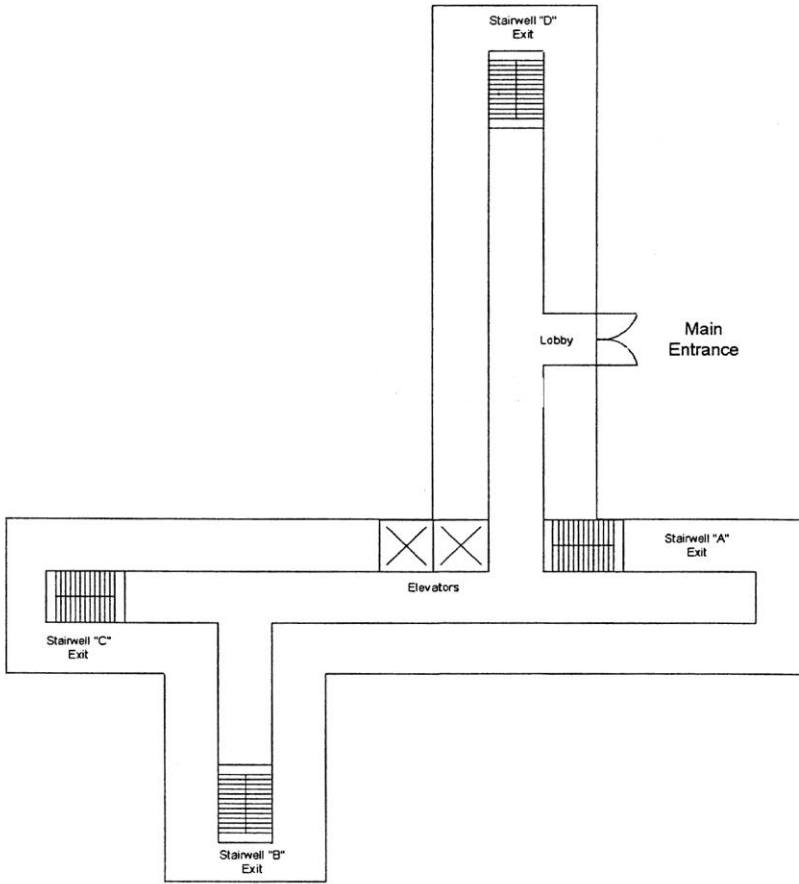 Stairwell "D"
Exit
Lobby
Main
Entrance
Stairwell "A"
Exit
Elevators
Stairwell "C"
Exit
Stairwell "B"
Exit